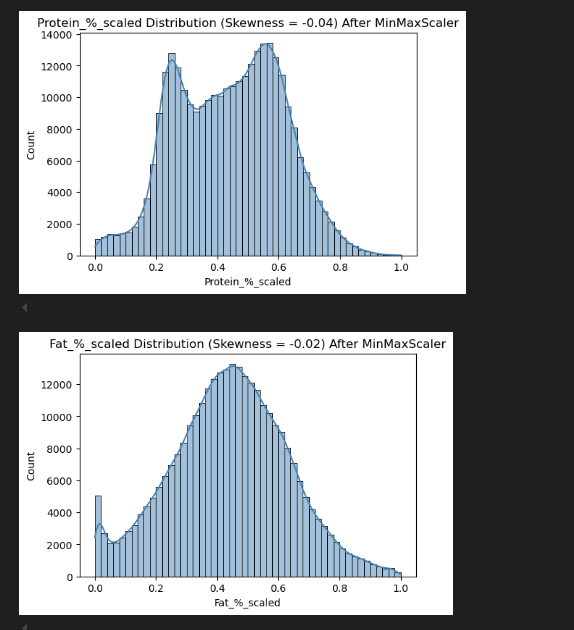 Protein_%_scaled Distribution (Skewness = -0.04) After MinMaxScaler
14000
12000
10000
8000
6000
4000
2000
0
Count
0.0 0.2 0.4 0.6 0.8 1.0
Protein_%_scaled
Fat_%_scaled Distribution (Skewness = -0.02) After MinMaxScaler
12000
10000
8000
6000
4000
2000
0
Count
0.0 0.2 0.4 0.6 0.8 1.0
Fat_%_scaled